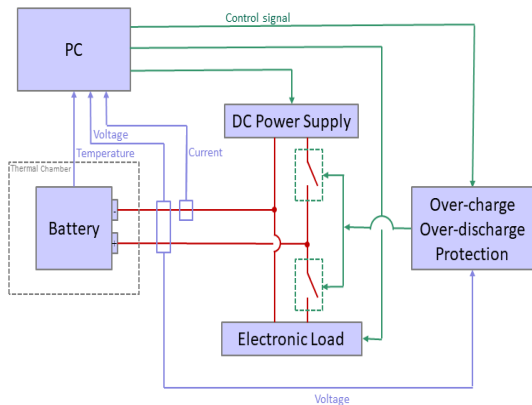 Control signal
PC
DC Power Supply
Voltage
Temperature
Current
Thermal Chamber
Battery
-
+
Over-charge
Over-discharge
Protection
Electronic Load
Voltage